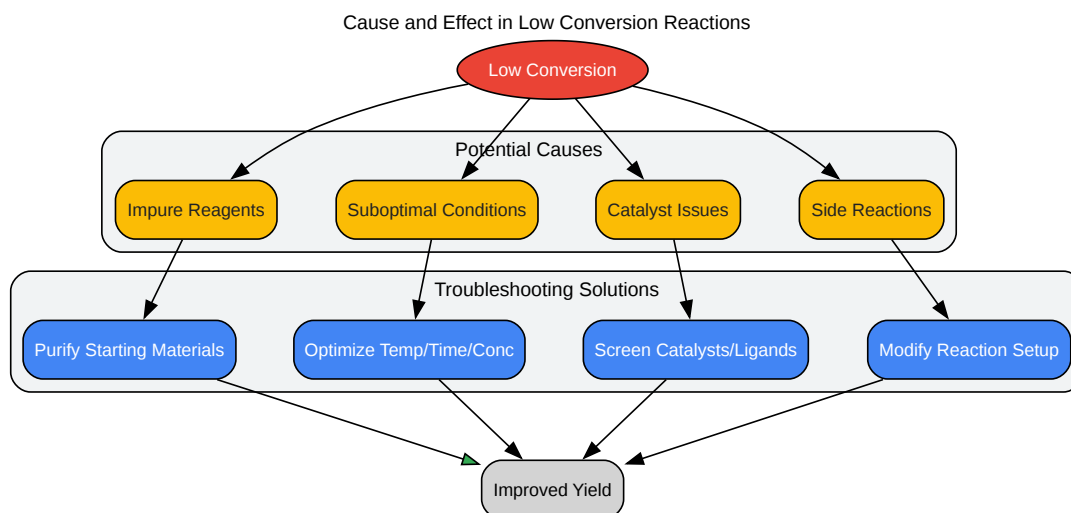 Cause and Effect in Low Conversion Reactions
Low Conversion
Potential Causes
Impure Reagents
Suboptimal Conditions
Catalyst Issues
Side Reactions
Troubleshooting Solutions
Purify Starting Materials
Optimize Temp/Time/Conc
Screen Catalysts/Ligands
Modify Reaction Setup
Improved Yield